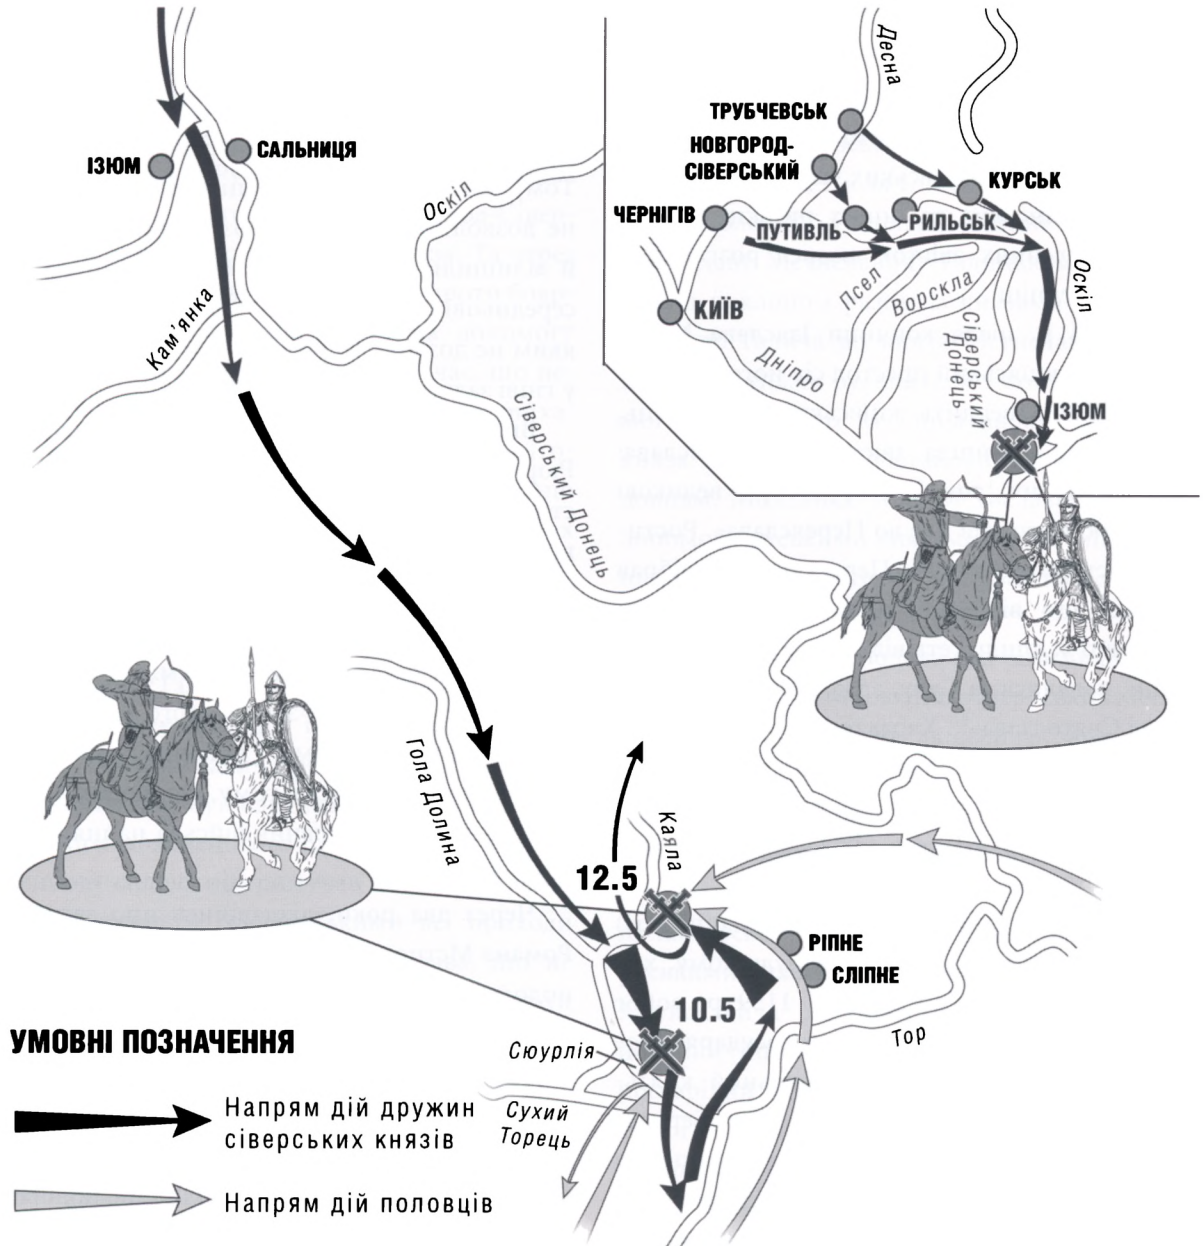 ІЗЮМ
САЛЬНИЦЯ
Оскіл
Кам'янка
Сіверський Донець
Десна
ТРУБЧЕВСЬК
НОВГОРОД-
СІВЕРСЬКИЙ
КУРСЬК
ЧЕРНІГІВ
ПУТИВЛЬ
РИЛЬСЬК
Псел
Ворскла
Оскіл
КИЇВ
Дніпро
Сіверський
Донець
ІЗЮМ
Гола Долина
Каяла
12.5
РІПНЕ
СЛІПНЕ
10.5
Тор
Сюурлія
Сухий
Торець
УМОВНІ ПОЗНАЧЕННЯ
Напрям дій дружин
сіверських князів
Напрям дій половців